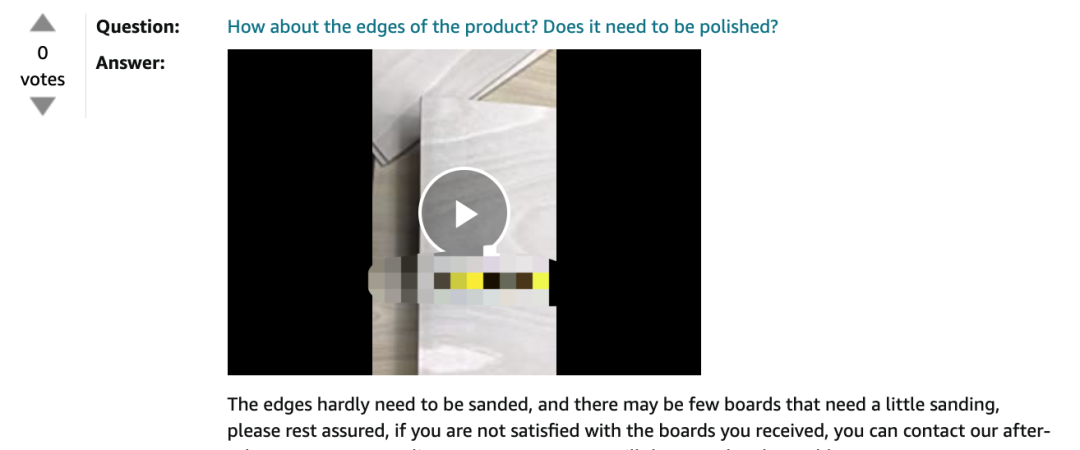 Question: How about the edges of the product? Does it need to be polished?
0
votes
Answer:
The edges hardly need to be sanded, and there may be few boards that need a little sanding,
please rest assured, if you are not satisfied with the boards you received, you can contact our after-